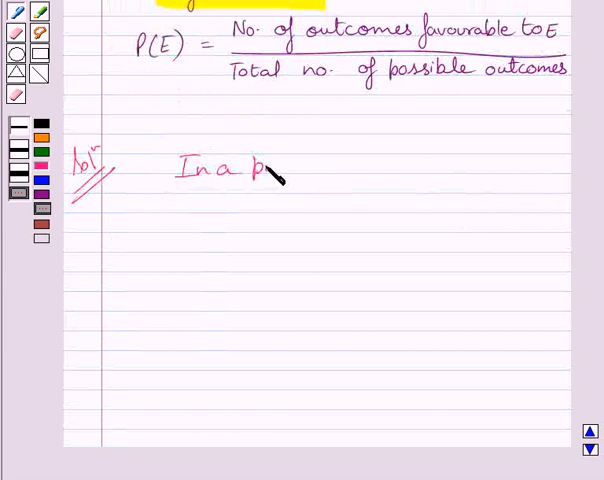 P(E) = No. of outcomes favourable to E
Total no. of possible outcomes
Solⁿ
In a p